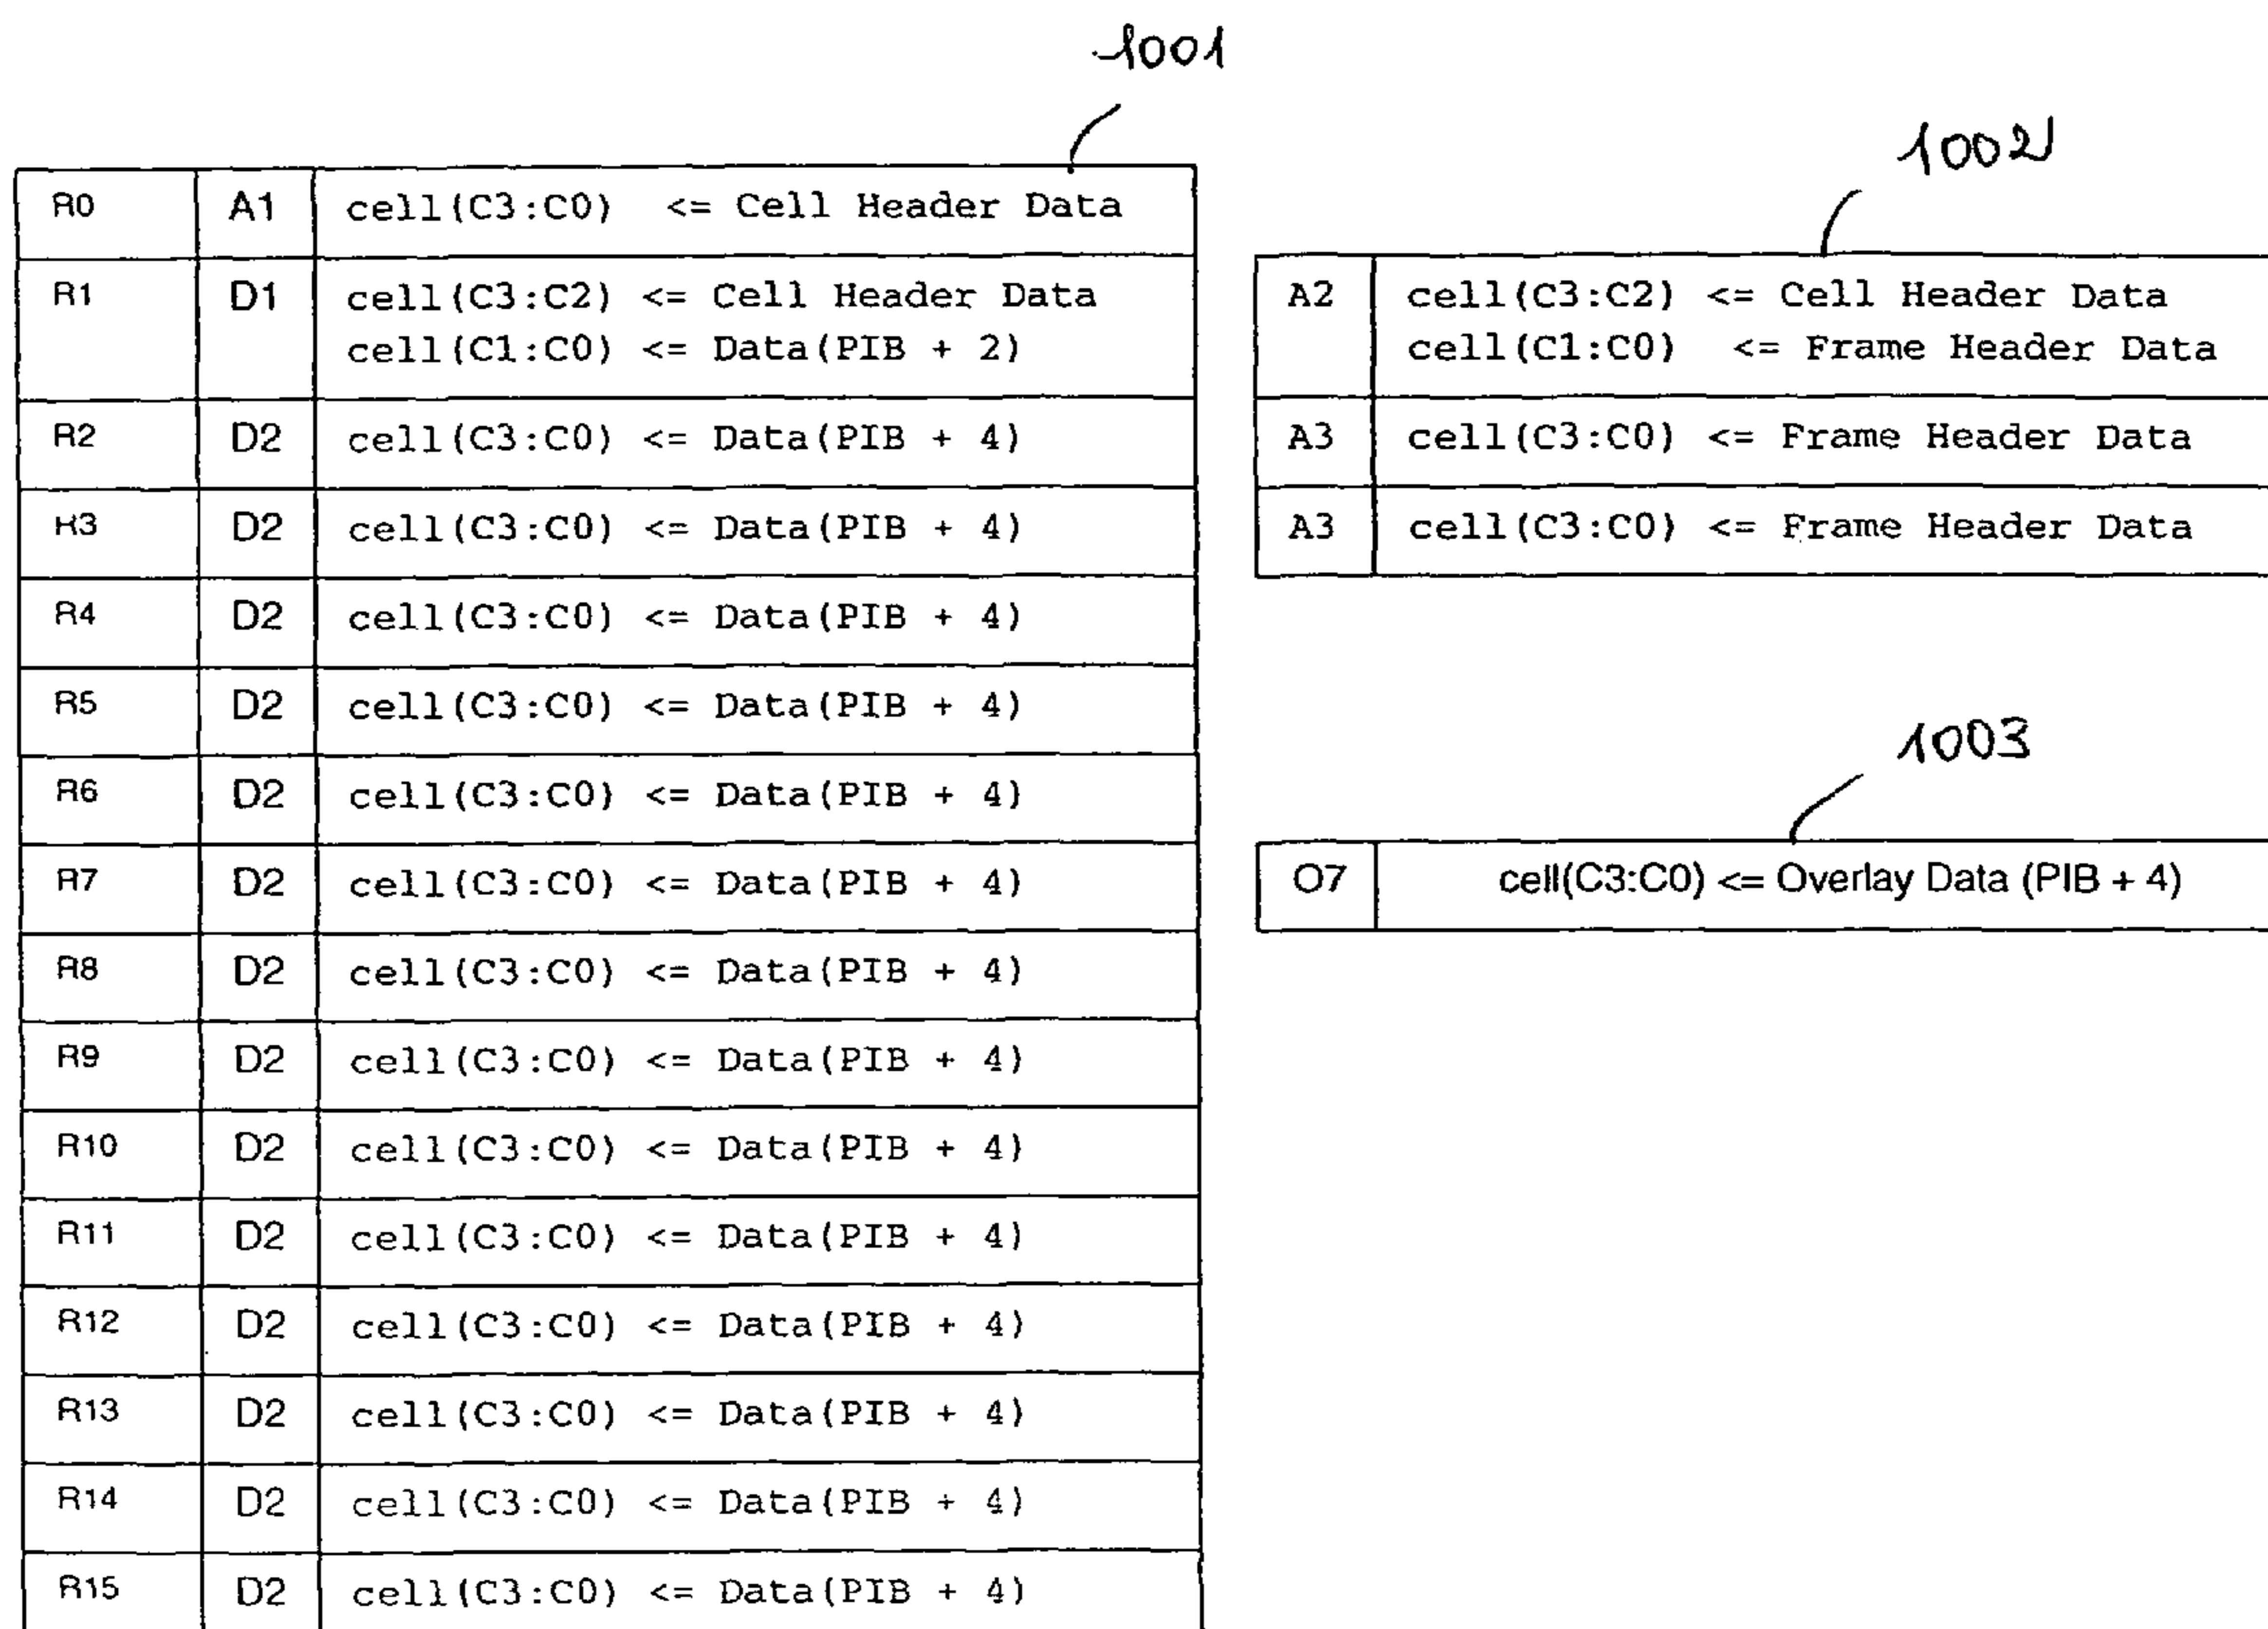 1001
R0 A1 cell(C3:C0) <= Cell Header Data
R1 D1 cell(C3:C2) <= Cell Header Data
cell(C1:C0) <= Data(PIB + 2)
R2 D2 cell(C3:C0) <= Data(PIB + 4)
R3 D2 cell(C3:C0) <= Data(PIB + 4)
R4 D2 cell(C3:C0) <= Data(PIB + 4)
R5 D2 cell(C3:C0) <= Data(PIB + 4)
R6 D2 cell(C3:C0) <= Data(PIB + 4)
R7 D2 cell(C3:C0) <= Data(PIB + 4)
R8 D2 cell(C3:C0) <= Data(PIB + 4)
R9 D2 cell(C3:C0) <= Data(PIB + 4)
R10 D2 cell(C3:C0) <= Data(PIB + 4)
R11 D2 cell(C3:C0) <= Data(PIB + 4)
R12 D2 cell(C3:C0) <= Data(PIB + 4)
R13 D2 cell(C3:C0) <= Data(PIB + 4)
R14 D2 cell(C3:C0) <= Data(PIB + 4)
R15 D2 cell(C3:C0) <= Data(PIB + 4)
1002
A2 cell(C3:C2) <= Cell Header Data
cell(C1:C0) <= Frame Header Data
A3 cell(C3:C0) <= Frame Header Data
A3 cell(C3:C0) <= Frame Header Data
1003
O7 cell(C3:C0) <= Overlay Data (PIB + 4)